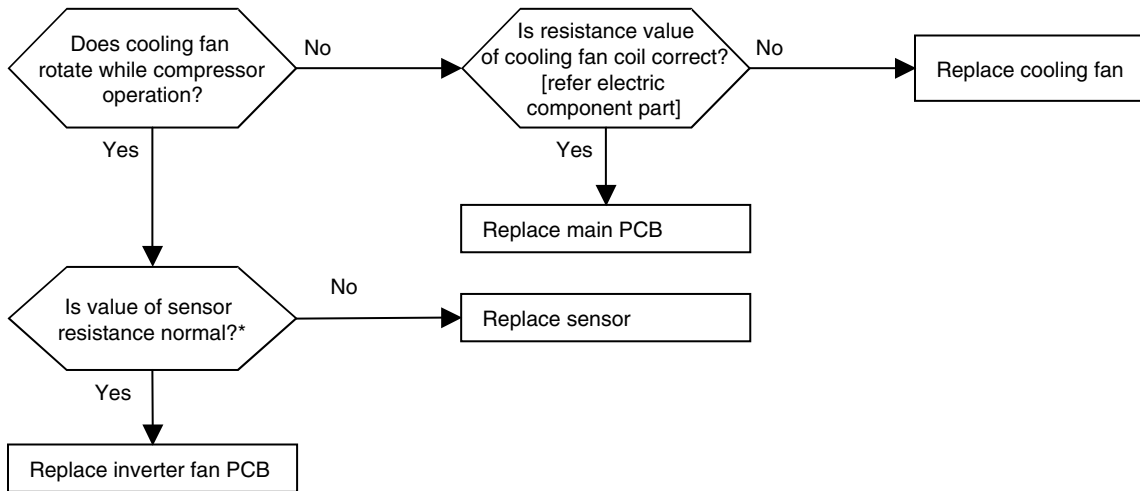 Does cooling fan
rotate while compressor
operation?
No
Is resistance value
of cooling fan coil correct?
[refer electric
component part]
No
Replace cooling fan
Yes
Yes
Replace main PCB
Is value of sensor
resistance normal?*
No
Replace sensor
Yes
Replace inverter fan PCB